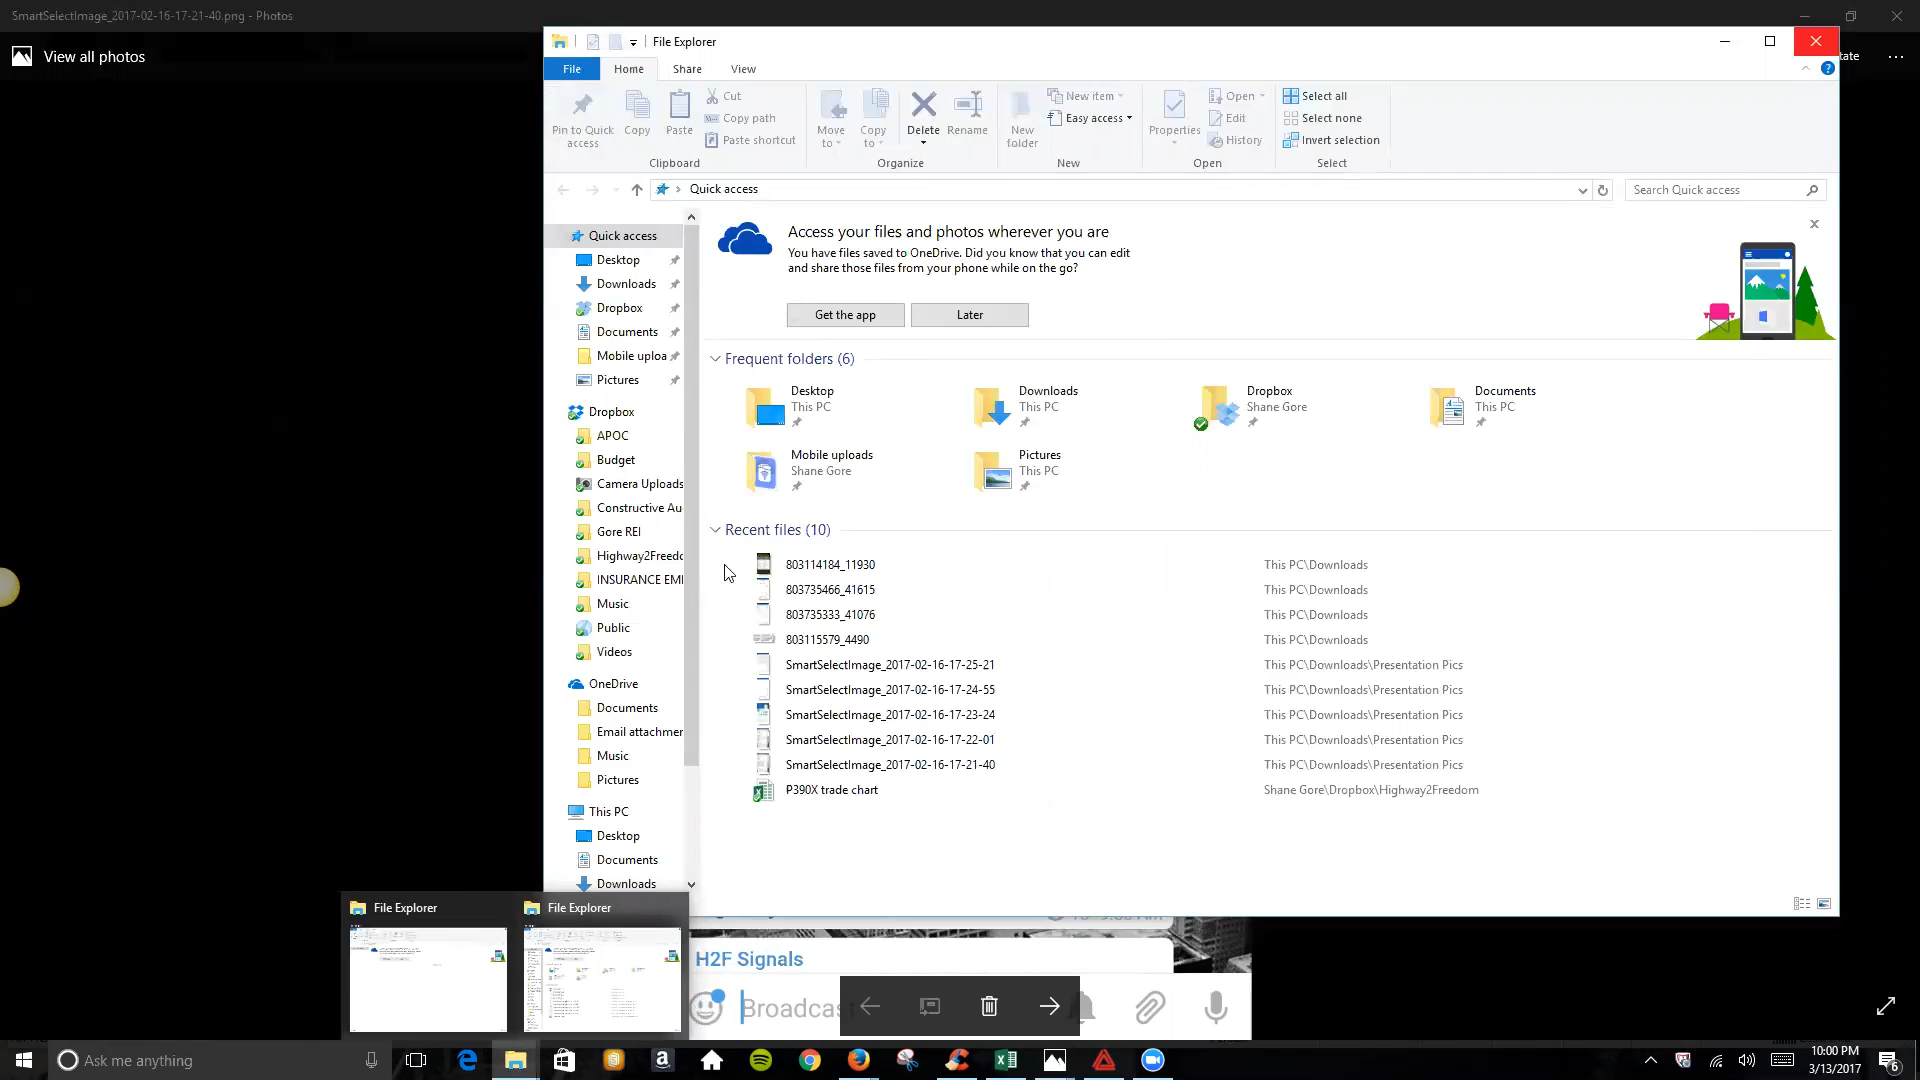 SmartSelectImage_2017-02-16-17-21-40.png - Photos
View all photos
File Explorer
File
Home
Share
View
Pin to Quick access
Copy
Paste
Cut
Copy path
Paste shortcut
Clipboard
Move to
Copy to
Delete
Rename
Organize
New folder
New item
Easy access
New
Properties
Open
Edit
History
Open
Select all
Select none
Invert selection
Select
Quick access
Search Quick access
Quick access
Desktop
Downloads
Dropbox
Documents
Mobile uploa
Pictures
Dropbox
APOC
Budget
Camera Uploads
Constructive Au
Gore REI
Highway2Freedo
INSURANCE EMI
Music
Public
Videos
OneDrive
Documents
Email attachmer
Music
Pictures
This PC
Desktop
Documents
Downloads
Access your files and photos wherever you are
You have files saved to OneDrive. Did you know that you can edit
and share those files from your phone while on the go?
Get the app
Later
Frequent folders (6)
Desktop
This PC
Downloads
This PC
Dropbox
Shane Gore
Documents
This PC
Mobile uploads
Shane Gore
Pictures
This PC
Recent files (10)
803114184_11930 This PC\Downloads
803735466_41615 This PC\Downloads
803735333_41076 This PC\Downloads
803115579_4490 This PC\Downloads
SmartSelectImage_2017-02-16-17-25-21 This PC\Downloads\Presentation Pics
SmartSelectImage_2017-02-16-17-24-55 This PC\Downloads\Presentation Pics
SmartSelectImage_2017-02-16-17-23-24 This PC\Downloads\Presentation Pics
SmartSelectImage_2017-02-16-17-22-01 This PC\Downloads\Presentation Pics
SmartSelectImage_2017-02-16-17-21-40 This PC\Downloads\Presentation Pics
P390X trade chart Shane Gore\Dropbox\Highway2Freedom
File Explorer
File Explorer
H2F Signals
Broadcas
Ask me anything
10:00 PM
3/13/2017
6